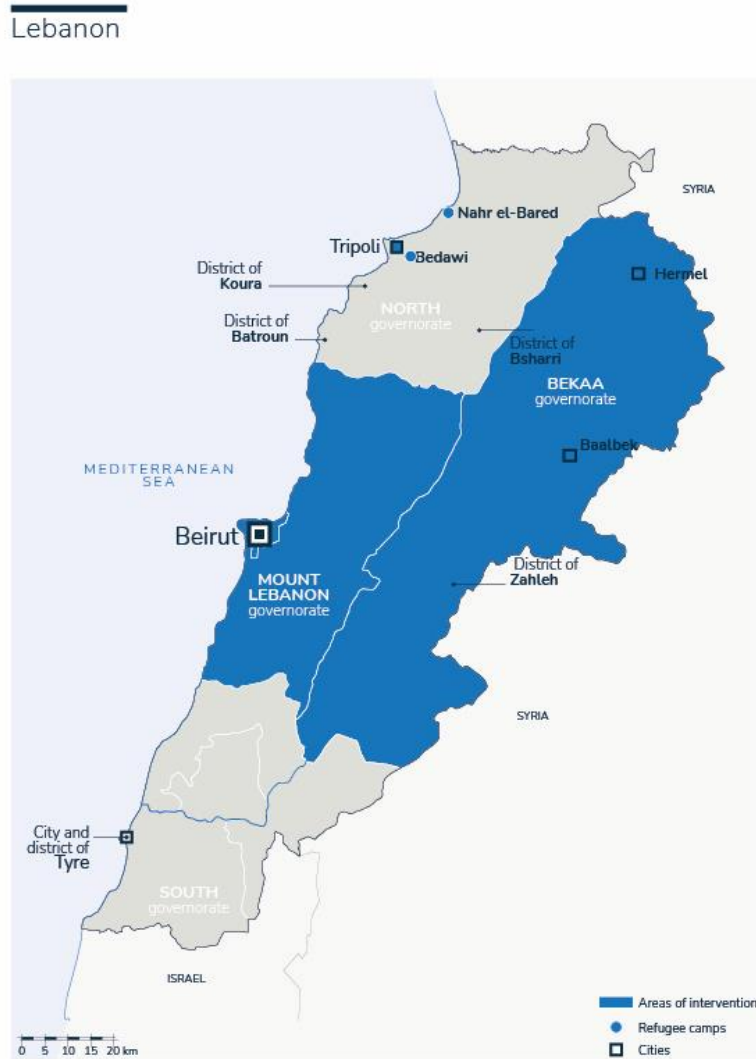 Lebanon
SYRIA
Nahr el-Bared
Tripoli
Bedawi
Hermel
District of
Koura
NORTH
governorate
District of
Batroun
District of
Bsharri
BEKAA
governorate
Baalbek
MEDITERRANEAN
SEA
Beirut
District of
Zahleh
MOUNT
LEBANON
governorate
SYRIA
City and
district of
Tyre
SOUTH
governorate
ISRAEL
Areas of intervention
Refugee camps
Cities
0 5 10 15 20 km